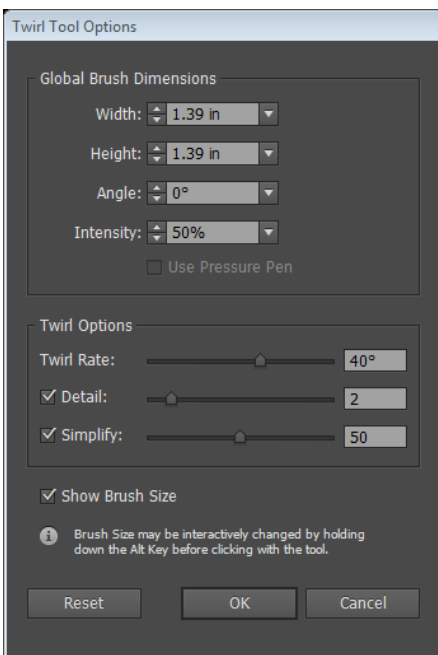 Twirl Tool Options
Global Brush Dimensions
Width: 1.39 in
Height: 1.39 in
Angle: 0°
Intensity: 50%
Use Pressure Pen
Twirl Options
Twirl Rate: 40°
Detail: 2
Simplify: 50
Show Brush Size
Brush Size may be interactively changed by holding
down the Alt Key before clicking with the tool.
Reset OK Cancel